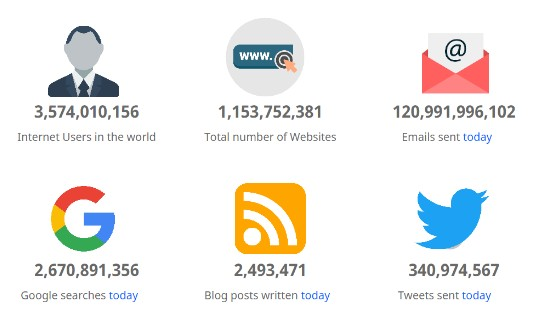 www.
@
3,574,010,156
1,153,752,381
120,991,996,102
Internet Users in the world
Total number of Websites
Emails sent today
2,670,891,356
2,493,471
340,974,567
Google searches today
Blog posts written today
Tweets sent today